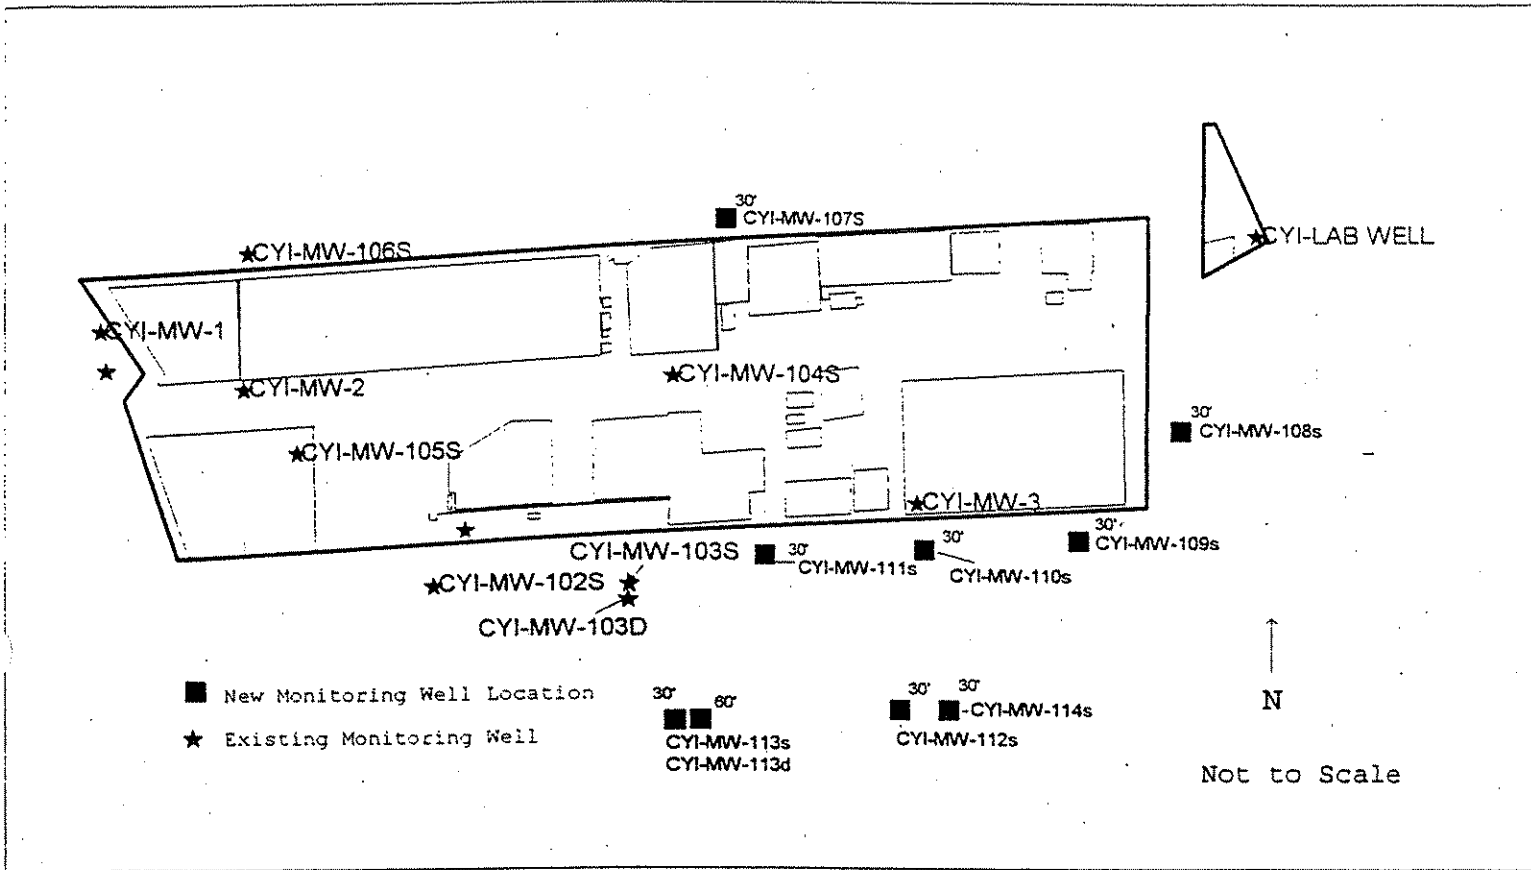 30'
CYI-MW-107S
CYI-LAB WELL
CYI-MW-106S
CYI-MW-1
CYI-MW-2
CYI-MW-104S
30'
CYI-MW-108s
CYI-MW-105S
CYI-MW-3
30'
CYI-MW-109s
CYI-MW-103S
30'
CYI-MW-111s
30'
CYI-MW-110s
CYI-MW-102S
CYI-MW-103D
New Monitoring Well Location
Existing Monitoring Well
30'
60'
CYI-MW-113s
CYI-MW-113d
30'
30'
CYI-MW-114s
CYI-MW-112s
N
Not to Scale